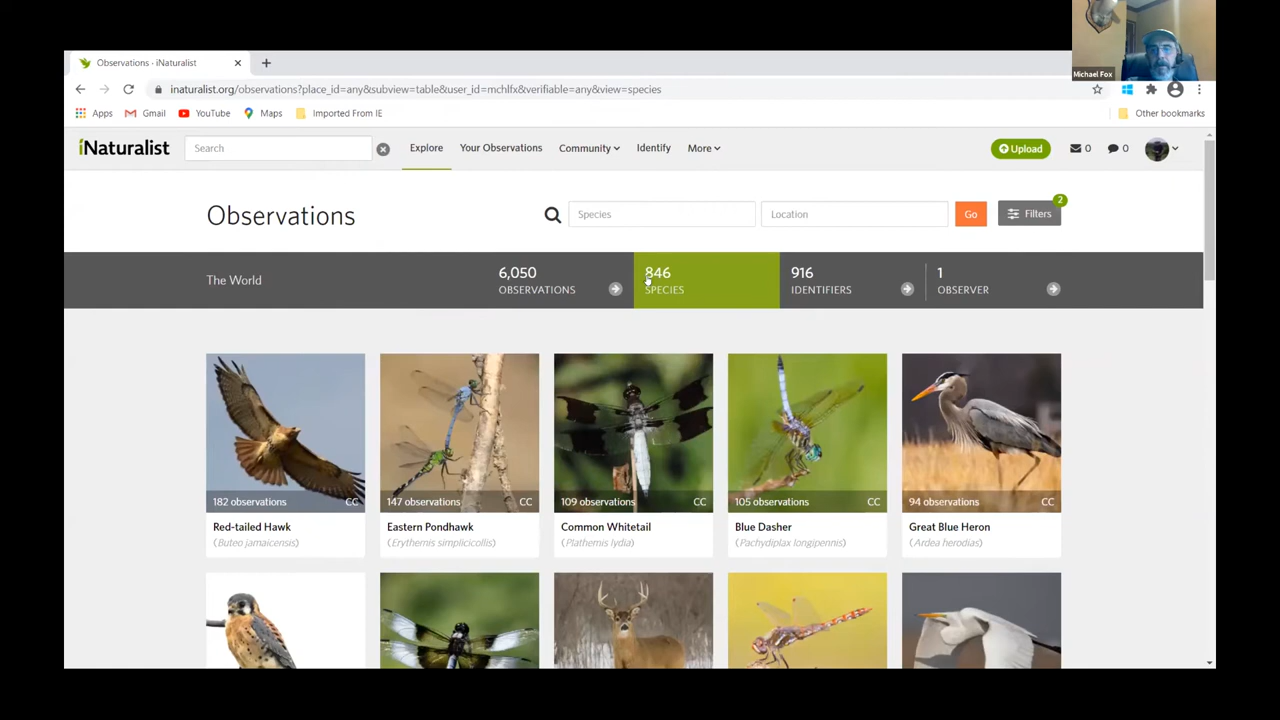 Michael Fox
Observations · iNaturalist
inaturalist.org/observations?place_id=any&subview=table&user_id=mchlfx&verifiable=any&view=species
Apps Gmail YouTube Maps Imported From IE Other bookmarks
iNaturalist Search Explore Your Observations Community Identify More Upload 0 0
Observations Species Location Go Filters 2
The World
6,050
OBSERVATIONS
846
SPECIES
916
IDENTIFIERS
1
OBSERVER
182 observations CC
Red-tailed Hawk
(Buteo jamaicensis)
147 observations CC
Eastern Pondhawk
(Erythemis simplicicollis)
109 observations CC
Common Whitetail
(Plathemis lydia)
105 observations CC
Blue Dasher
(Pachydiplax longipennis)
94 observations CC
Great Blue Heron
(Ardea herodias)